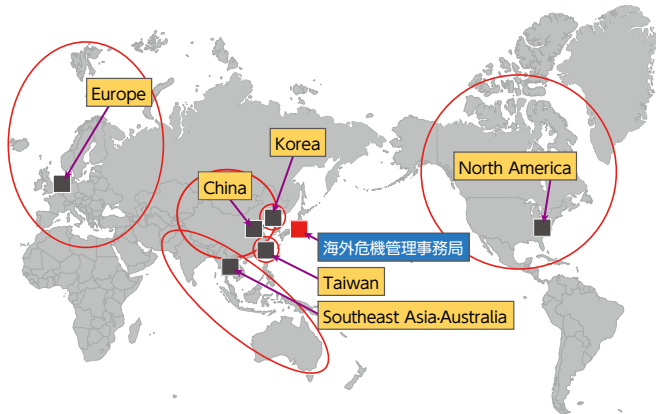 Europe
Korea
China
North America
海外危機管理事務局
Taiwan
Southeast Asia·Australia